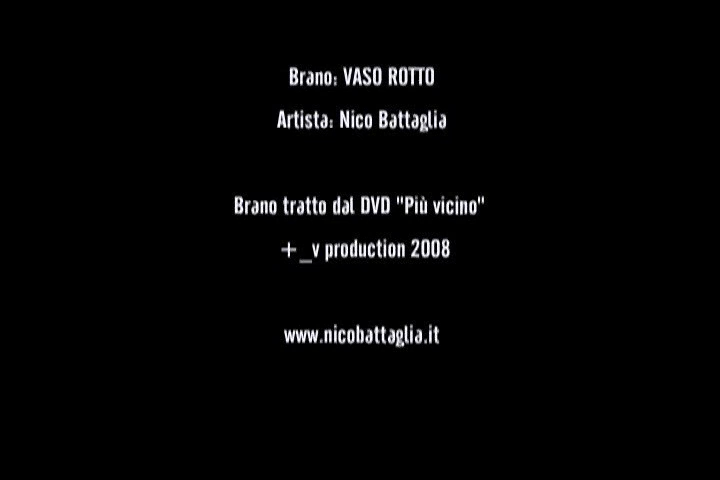 Brano: VASO ROTTO
Artista: Nico Battaglia
Brano tratto dal DVD "Più vicino"
+_v production 2008
www.nicobattaglia.it